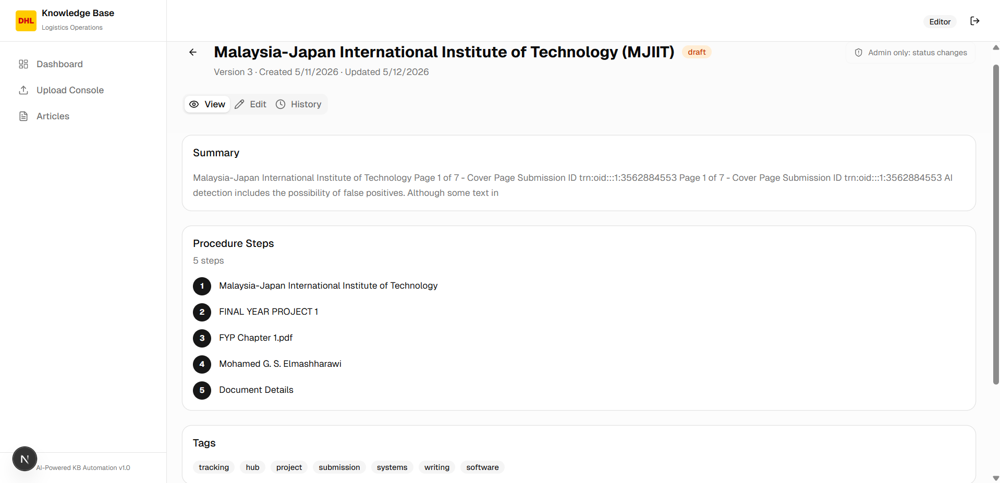 DHL
Knowledge Base
Logistics Operations
Editor
Dashboard
Upload Console
Articles
Malaysia-Japan International Institute of Technology (MJIIT)
draft
Admin only: status changes
Version 3 · Created 5/11/2026 · Updated 5/12/2026
View
Edit
History
Summary
Malaysia-Japan International Institute of Technology Page 1 of 7 - Cover Page Submission ID trn:oid:::1:3562884553 Page 1 of 7 - Cover Page Submission ID trn:oid:::1:3562884553 AI
detection includes the possibility of false positives. Although some text in
Procedure Steps
5 steps
1 Malaysia-Japan International Institute of Technology
2 FINAL YEAR PROJECT 1
3 FYP Chapter 1.pdf
4 Mohamed G. S. Elmashharawi
5 Document Details
Tags
tracking hub project submission systems writing software
N
AI-Powered KB Automation v1.0